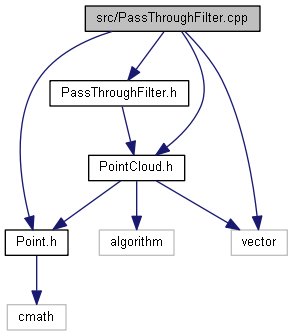 src/PassThroughFilter.cpp
PassThroughFilter.h
PointCloud.h
Point.h
algorithm
vector
cmath